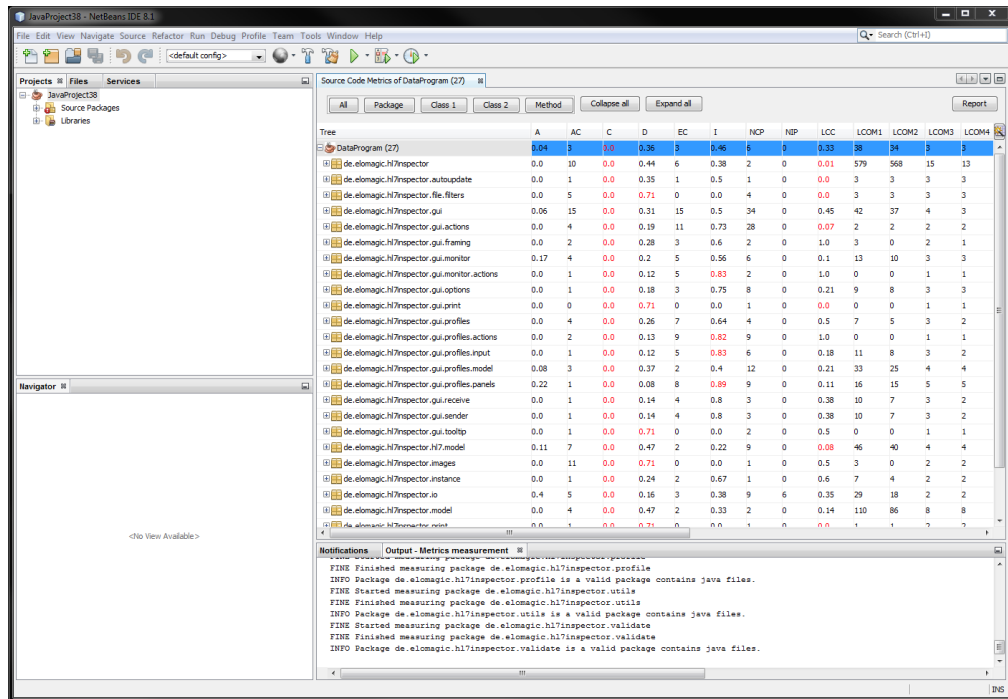 JavaProject38 - NetBeans IDE 8.1
File Edit View Navigate Source Refactor Run Debug Profile Team Tools Window Help
Search (Ctrl+I)
<default config>
Projects Files Services
JavaProject38
Source Packages
Libraries
Navigator
<No View Available>
Source Code Metrics of DataProgram (27)
All Package Class 1 Class 2 Method Collapse all Expand all Report
Tree A AC C D EC I NCP NIP LCC LCOM1 LCOM2 LCOM3 LCOM4
DataProgram (27) 0.04 3 0.0 0.36 3 0.46 6 0 0.33 38 34 3 3
de.elomagic.hl7inspector 0.0 10 0.0 0.44 6 0.38 2 0 0.01 579 568 15 13
de.elomagic.hl7inspector.autoupdate 0.0 1 0.0 0.35 1 0.5 1 0 0.0 3 3 3 3
de.elomagic.hl7inspector.file.filters 0.0 5 0.0 0.71 0 0.0 4 0 0.0 3 3 3 3
de.elomagic.hl7inspector.gui 0.06 15 0.0 0.31 15 0.5 34 0 0.45 42 37 4 3
de.elomagic.hl7inspector.gui.actions 0.0 4 0.0 0.19 11 0.73 28 0 0.07 2 2 2 2
de.elomagic.hl7inspector.gui.framing 0.0 2 0.0 0.28 3 0.6 2 0 1.0 3 0 2 1
de.elomagic.hl7inspector.gui.monitor 0.17 4 0.0 0.2 5 0.56 6 0 0.1 13 10 3 3
de.elomagic.hl7inspector.gui.monitor.actions 0.0 1 0.0 0.12 5 0.83 2 0 1.0 0 0 1 1
de.elomagic.hl7inspector.gui.options 0.0 1 0.0 0.18 3 0.75 8 0 0.21 9 8 3 3
de.elomagic.hl7inspector.gui.print 0.0 0 0.0 0.71 0 0.0 1 0 0.0 0 0 1 1
de.elomagic.hl7inspector.gui.profiles 0.0 4 0.0 0.26 7 0.64 4 0 0.5 7 5 3 2
de.elomagic.hl7inspector.gui.profiles.actions 0.0 2 0.0 0.13 9 0.82 9 0 1.0 0 0 1 1
de.elomagic.hl7inspector.gui.profiles.input 0.0 1 0.0 0.12 5 0.83 6 0 0.18 11 8 3 2
de.elomagic.hl7inspector.gui.profiles.model 0.08 3 0.0 0.37 2 0.4 12 0 0.21 33 25 4 4
de.elomagic.hl7inspector.gui.profiles.panels 0.22 1 0.0 0.08 8 0.89 9 0 0.11 16 15 5 5
de.elomagic.hl7inspector.gui.receive 0.0 1 0.0 0.14 4 0.8 3 0 0.38 10 7 3 2
de.elomagic.hl7inspector.gui.sender 0.0 1 0.0 0.14 4 0.8 3 0 0.38 10 7 3 2
de.elomagic.hl7inspector.gui.tooltip 0.0 1 0.0 0.71 0 0.0 2 0 0.5 0 0 1 1
de.elomagic.hl7inspector.hl7.model 0.11 7 0.0 0.47 2 0.22 9 0 0.08 46 40 4 4
de.elomagic.hl7inspector.images 0.0 11 0.0 0.71 0 0.0 1 0 0.5 3 0 2 2
de.elomagic.hl7inspector.instance 0.0 1 0.0 0.24 2 0.67 1 0 0.6 7 4 2 2
de.elomagic.hl7inspector.io 0.4 5 0.0 0.16 3 0.38 9 6 0.35 29 18 2 2
de.elomagic.hl7inspector.model 0.0 4 0.0 0.47 2 0.33 2 0 0.14 110 86 8 8
de.elomagic.hl7inspector.print 0.0 1 0.0 0.71 0 0.0 1 0 0.0 1 1 2 2
Notifications Output - Metrics measurement
FINE Started measuring package de.elomagic.hl7inspector.profile
FINE Finished measuring package de.elomagic.hl7inspector.profile
INFO Package de.elomagic.hl7inspector.profile is a valid package contains java files.
FINE Started measuring package de.elomagic.hl7inspector.utils
FINE Finished measuring package de.elomagic.hl7inspector.utils
INFO Package de.elomagic.hl7inspector.utils is a valid package contains java files.
FINE Started measuring package de.elomagic.hl7inspector.validate
FINE Finished measuring package de.elomagic.hl7inspector.validate
INFO Package de.elomagic.hl7inspector.validate is a valid package contains java files.
INS